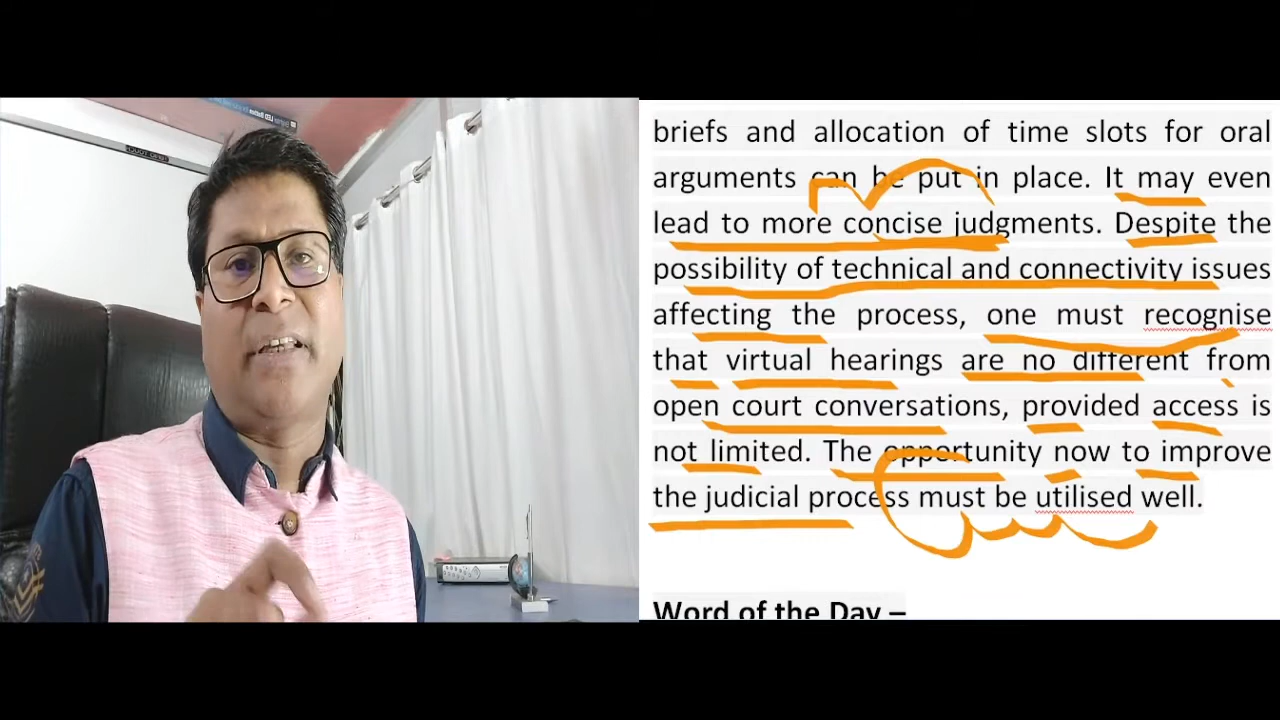 briefs and allocation of time slots for oral
arguments can be put in place. It may even
lead to more concise judgments. Despite the
possibility of technical and connectivity issues
affecting the process, one must recognise
that virtual hearings are no different from
open court conversations, provided access is
not limited. The opportunity now to improve
the judicial process must be utilised well.
Word of the Day –